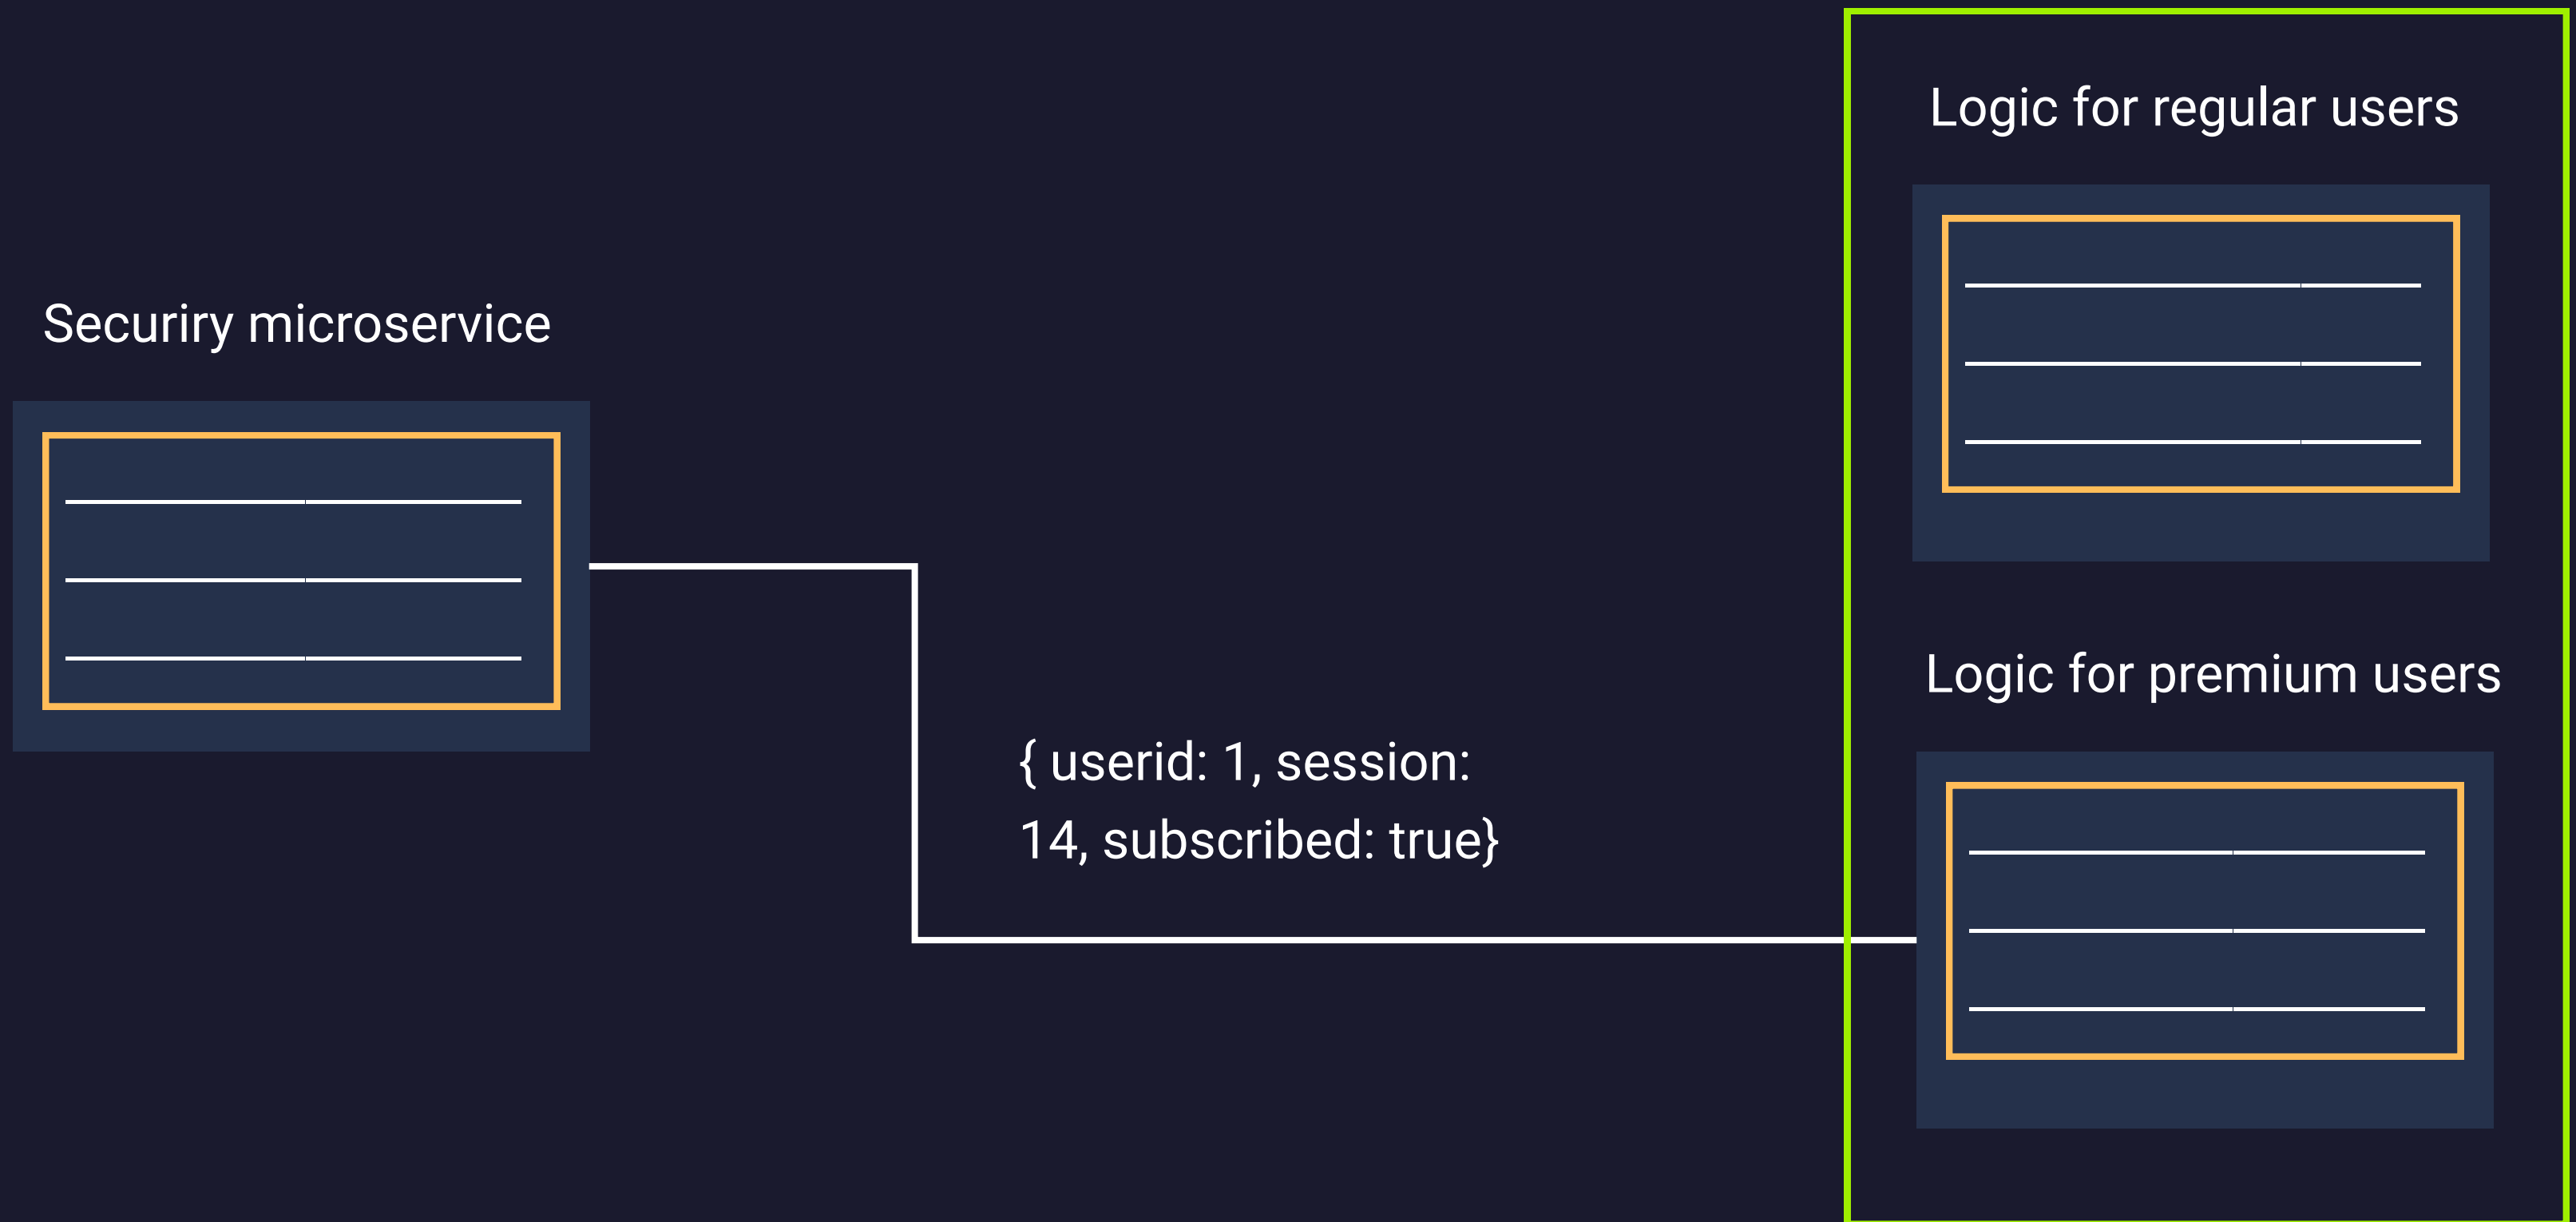 Logic for regular users
Securiry microservice
Logic for premium users
{ userid: 1, session:
14, subscribed: true}